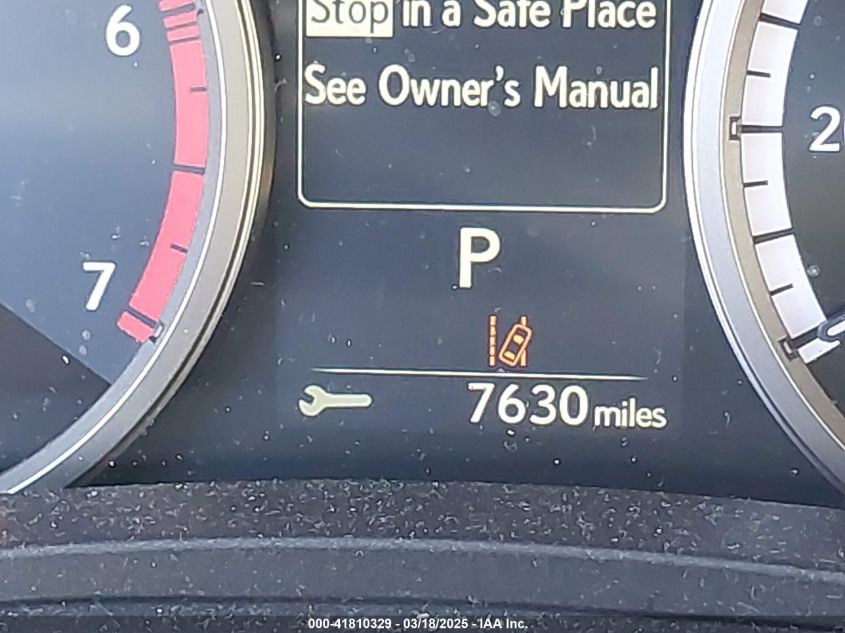 Stop in a Safe Place
See Owner's Manual
6
7
P
7630 miles
000-41810329 - 03/18/2025 - IAA Inc.